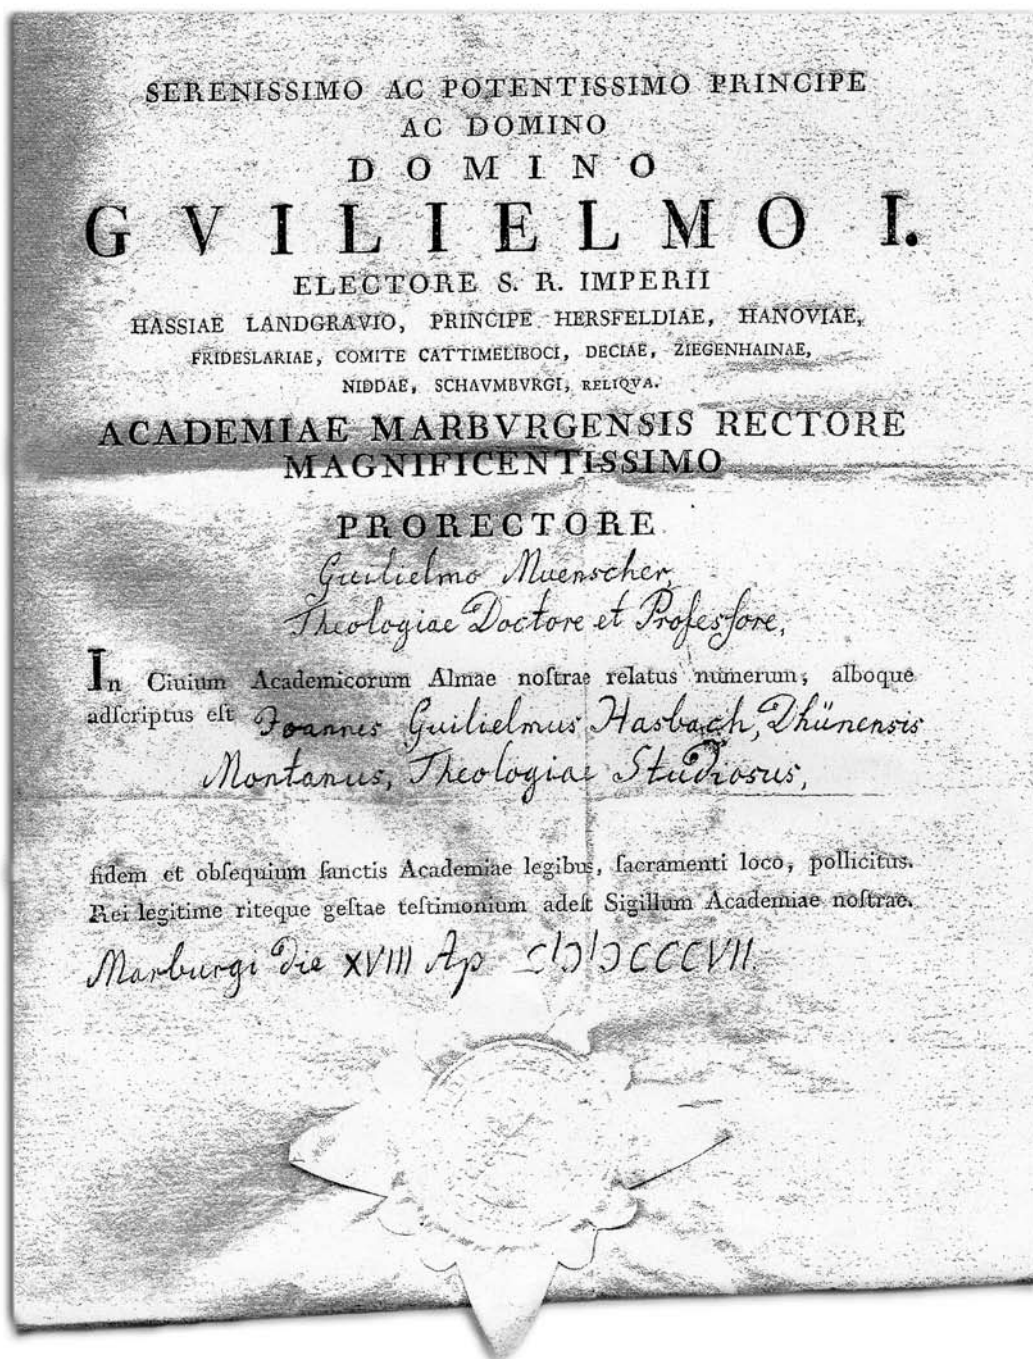 SERENISSIMO AC POTENTISSIMO PRINCIPE
AC DOMINO
DOMINO
GVILIELMO I.
ELECTORE S. R. IMPERII
HASSIAE LANDGRAVIO, PRINCIPE HERSFELDIAE, HANOVIAE,
FRIDESLARIAE, COMITE CATTIMELIBOCI, DECIAE, ZIEGENHAINAE,
NIDDAE, SCHAVMBVRGI, RELIQVA.
ACADEMIAE MARBVRGENSIS RECTORE
MAGNIFICENTISSIMO
PRORECTORE
Guilielmo Muenscher,
Theologiae Doctore et Profesſore,
In Ciuium Academicorum Almae noſtrae relatus numerum, alboque
adſcriptus eſt Joannes Guilielmus Hasbach, Dhünensis
Montanus, Theologiae Studiosus,
fidem et obſequium ſanctis Academiae legibus, ſacramenti loco, pollicitus.
Rei legitime riteque geſtae teſtimonium adeſt Sigillum Academiae noſtrae.
Marburgi Die XVIII Ap CIↃIↃCCCVII